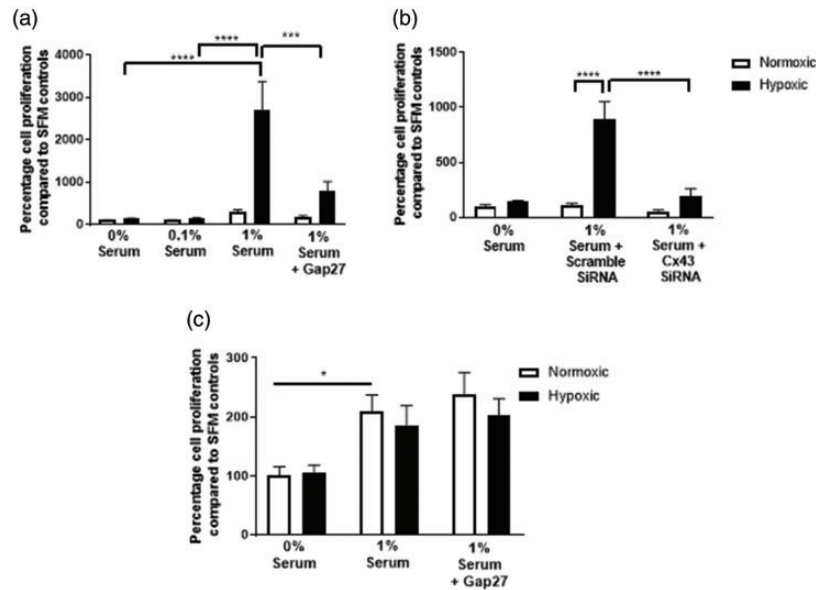 (a)
Percentage cell proliferation
compared to SFM controls
4000
3000
2000
1000
0
****
****
***
0%
Serum
0.1%
Serum
1%
Serum
1%
Serum
+ Gap27
(b)
Normoxic
Hypoxic
Percentage cell proliferation
compared to SFM controls
1500
1000
500
0
****
****
0%
Serum
1%
Serum +
Scramble
SiRNA
1%
Serum +
Cx43
SiRNA
(c)
Normoxic
Hypoxic
Percentage cell proliferation
compared to SFM controls
300
200
100
0
*
0%
Serum
1%
Serum
1%
Serum
+ Gap27